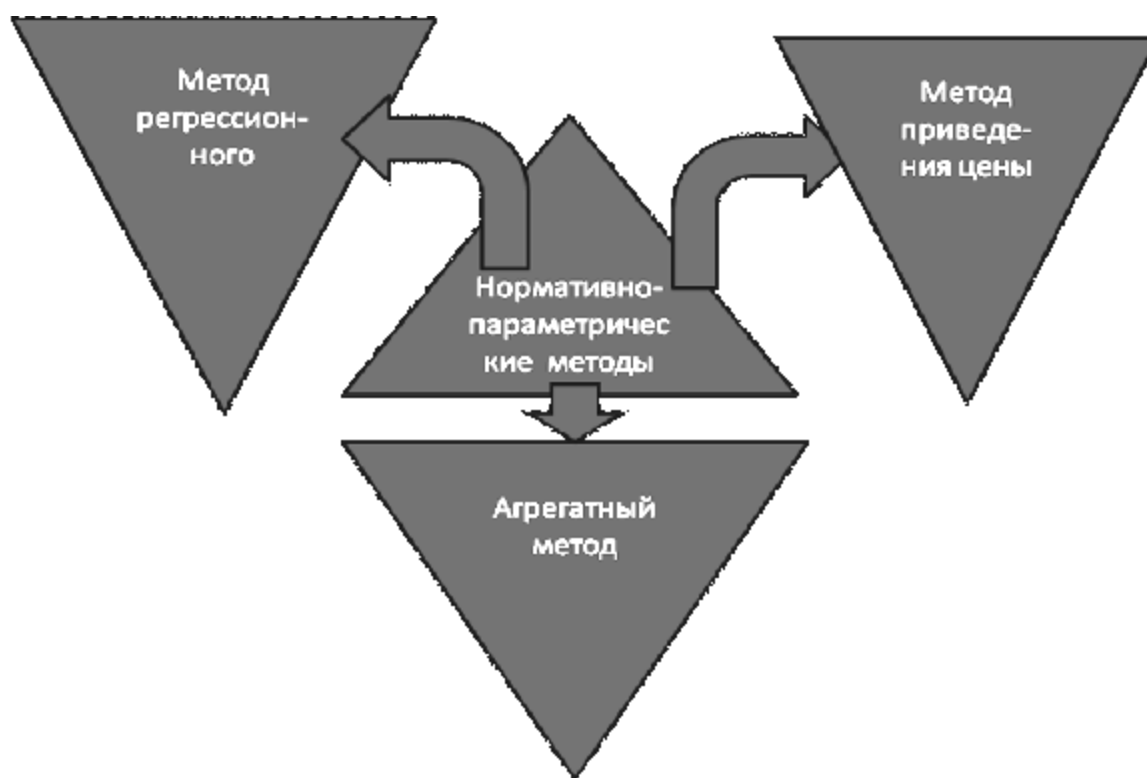 Метод
регрессион-
ного
Метод
приведе-
ния цены
Нормативно-
параметричес
кие методы
Агрегатный
метод